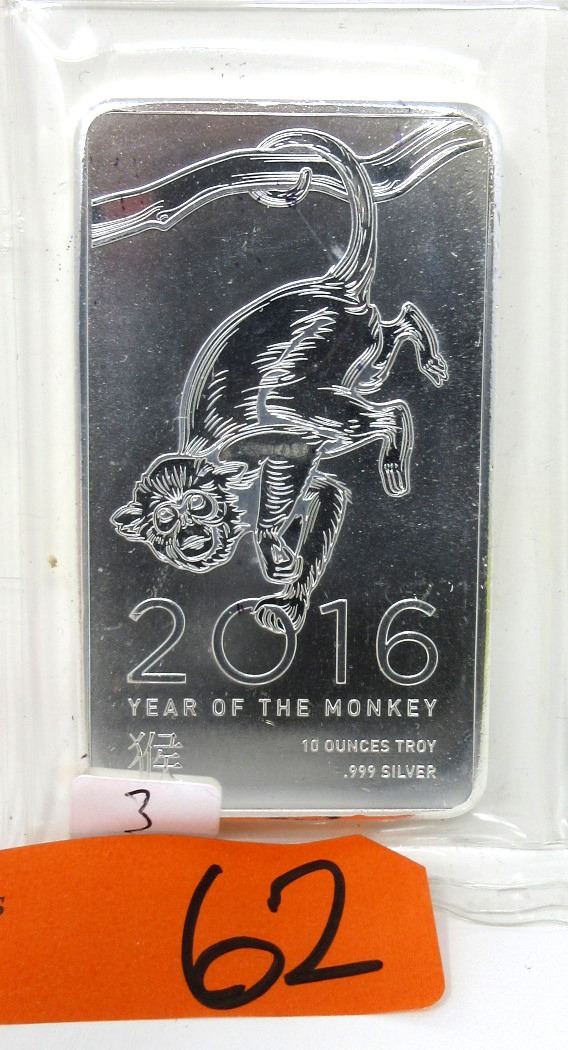 2016
YEAR OF THE MONKEY
猴
10 OUNCES TROY
.999 SILVER
3
62